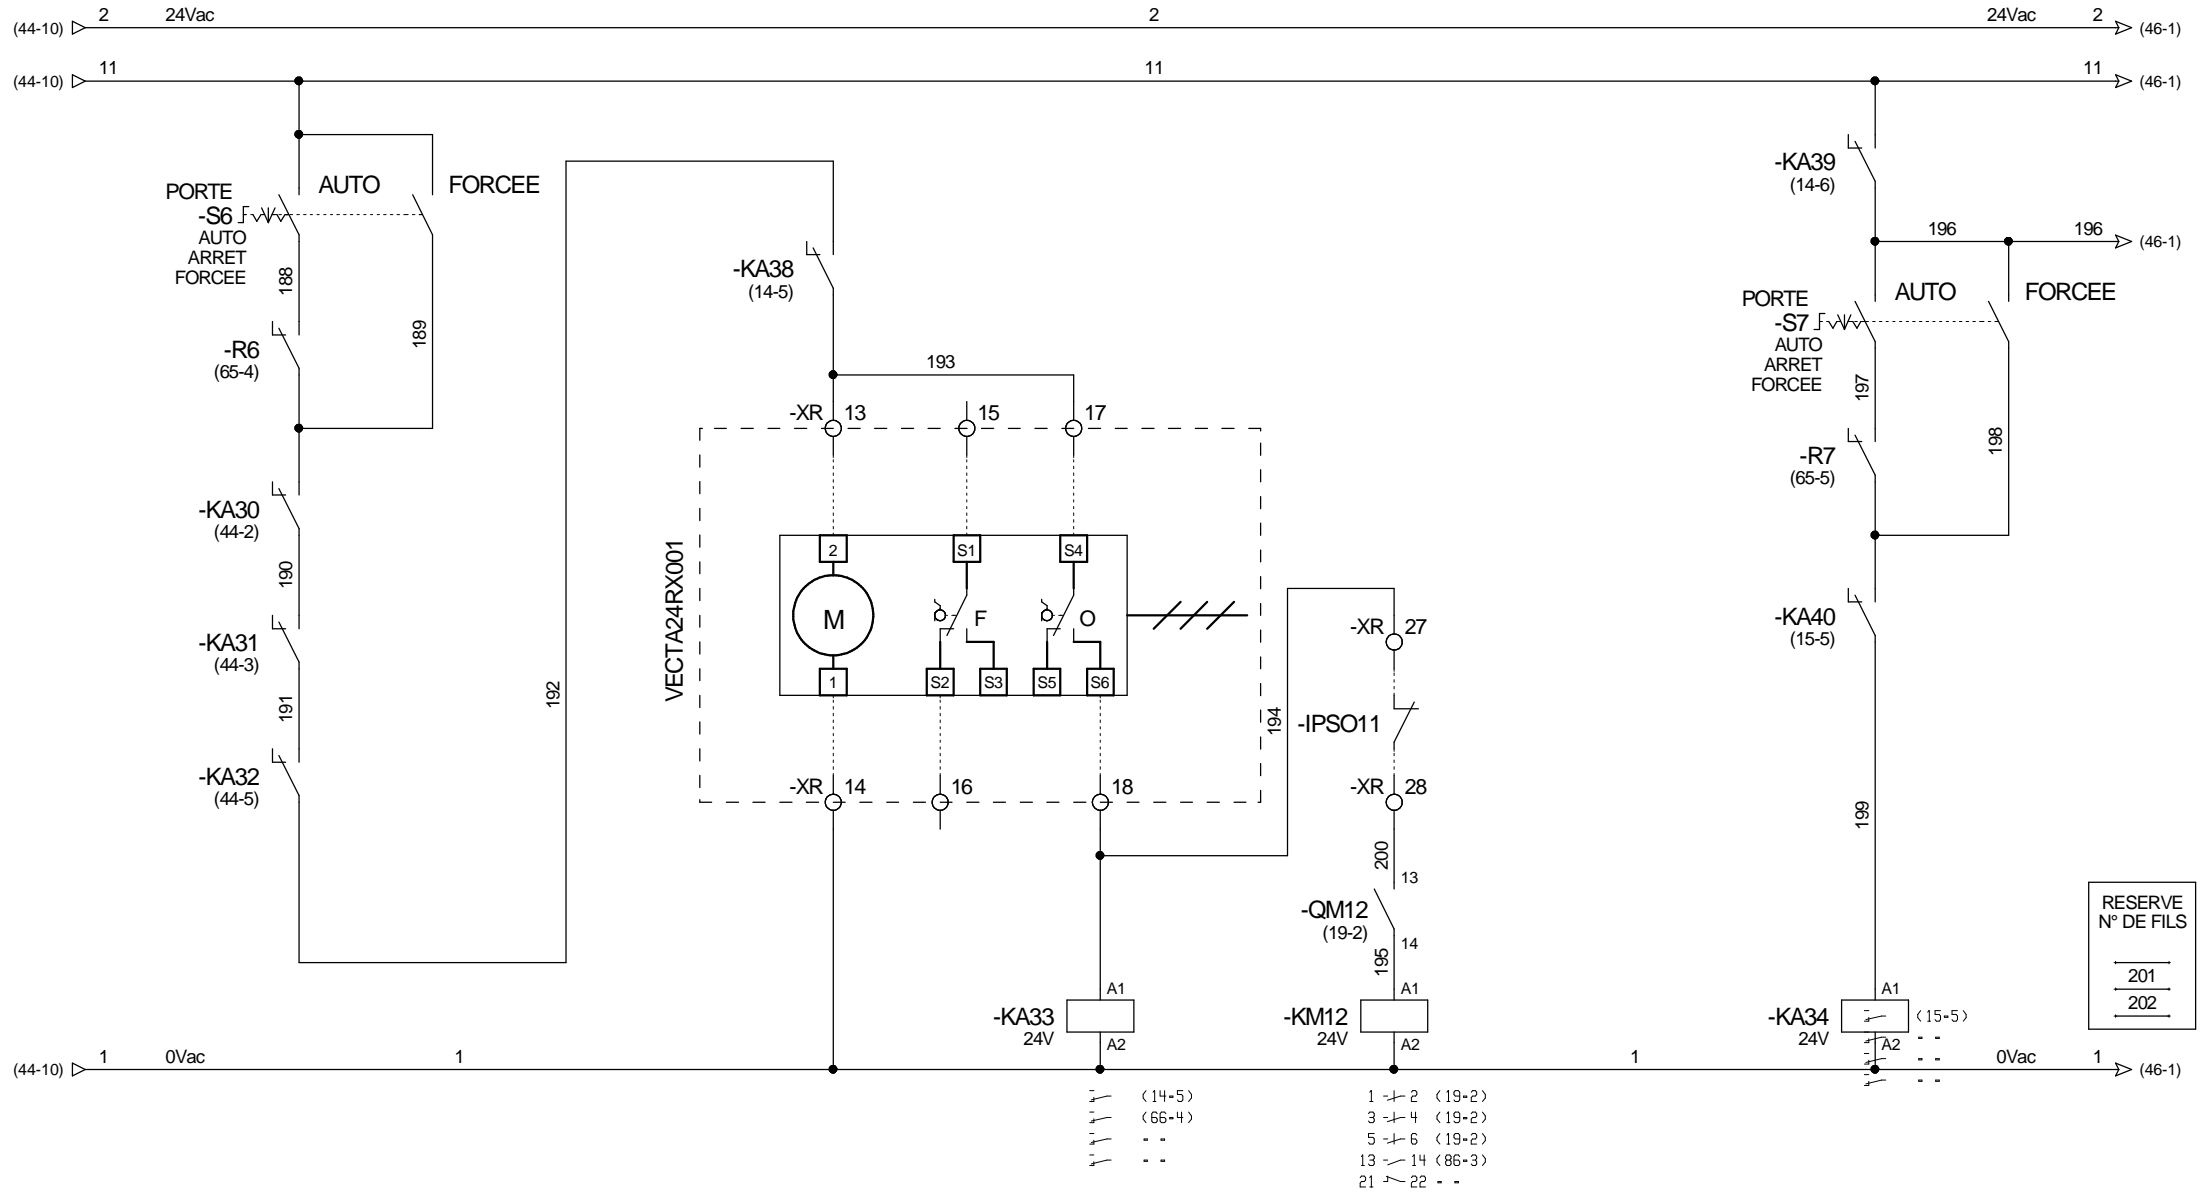 (44-10) 2 24Vac 2 24Vac 2 (46-1)
(44-10) 11 11 11 (46-1)
PORTE
-S6
AUTO
ARRET
FORCEE
AUTO FORCEE
188
189
-R6
(65-4)
-KA30
(44-2)
190
-KA31
(44-3)
191
-KA32
(44-5)
192
-KA38
(14-5)
193
-XR 13 15 17
VECTA24RX001
2 S1 S4
M F O
1 S2 S3 S5 S6
-XR 14 16 18
194
-XR 27
-IPSO11
-XR 28
200
13
-QM12
(19-2)
14
195
-KA33
24V
A1
A2
-KM12
24V
A1
A2
-KA39
(14-6)
196 196 (46-1)
PORTE
-S7
AUTO
ARRET
FORCEE
AUTO FORCEE
197
198
-R7
(65-5)
-KA40
(15-5)
199
-KA34
24V
A1
A2
(15-5)
- -
- -
- -
RESERVE
N° DE FILS
201
202
(44-10) 1 0Vac 1 1 0Vac 1 (46-1)
(14-5)
(66-4)
- -
- -
1 2 (19-2)
3 4 (19-2)
5 6 (19-2)
13 14 (86-3)
21 22 - -